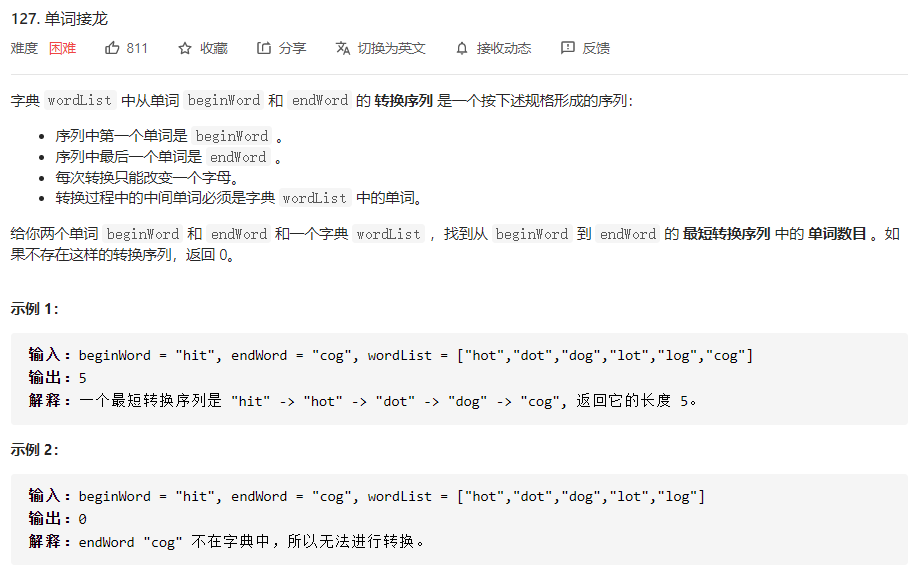 127. 单词接龙
难度 困难 811 收藏 分享 切换为英文 接收动态 反馈
字典 wordList 中从单词 beginWord 和 endWord 的 转换序列 是一个按下述规格形成的序列：
• 序列中第一个单词是 beginWord 。
• 序列中最后一个单词是 endWord 。
• 每次转换只能改变一个字母。
• 转换过程中的中间单词必须是字典 wordList 中的单词。
给你两个单词 beginWord 和 endWord 和一个字典 wordList ，找到从 beginWord 到 endWord 的 最短转换序列 中的 单词数目 。如
果不存在这样的转换序列，返回 0。
示例 1：
输入：beginWord = "hit", endWord = "cog", wordList = ["hot","dot","dog","lot","log","cog"]
输出：5
解释：一个最短转换序列是 "hit" -> "hot" -> "dot" -> "dog" -> "cog", 返回它的长度 5。
示例 2：
输入：beginWord = "hit", endWord = "cog", wordList = ["hot","dot","dog","lot","log"]
输出：0
解释：endWord "cog" 不在字典中，所以无法进行转换。